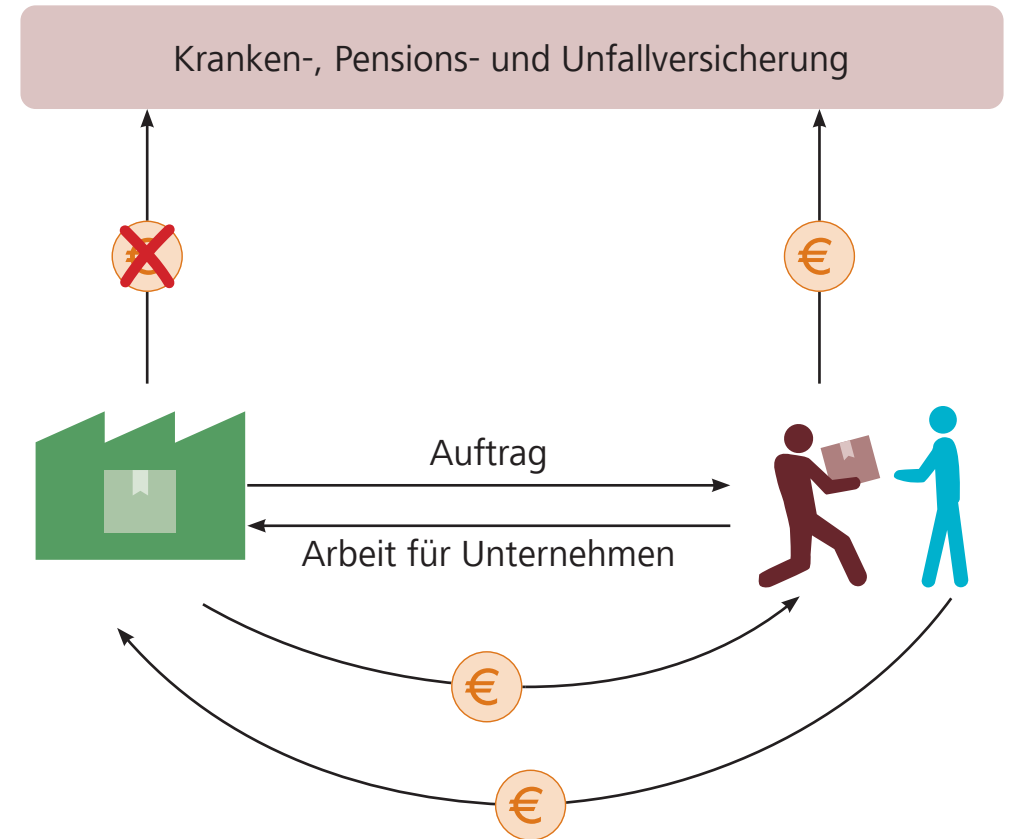 Kranken-, Pensions- und Unfallversicherung
€
€
Auftrag
Arbeit für Unternehmen
€
€